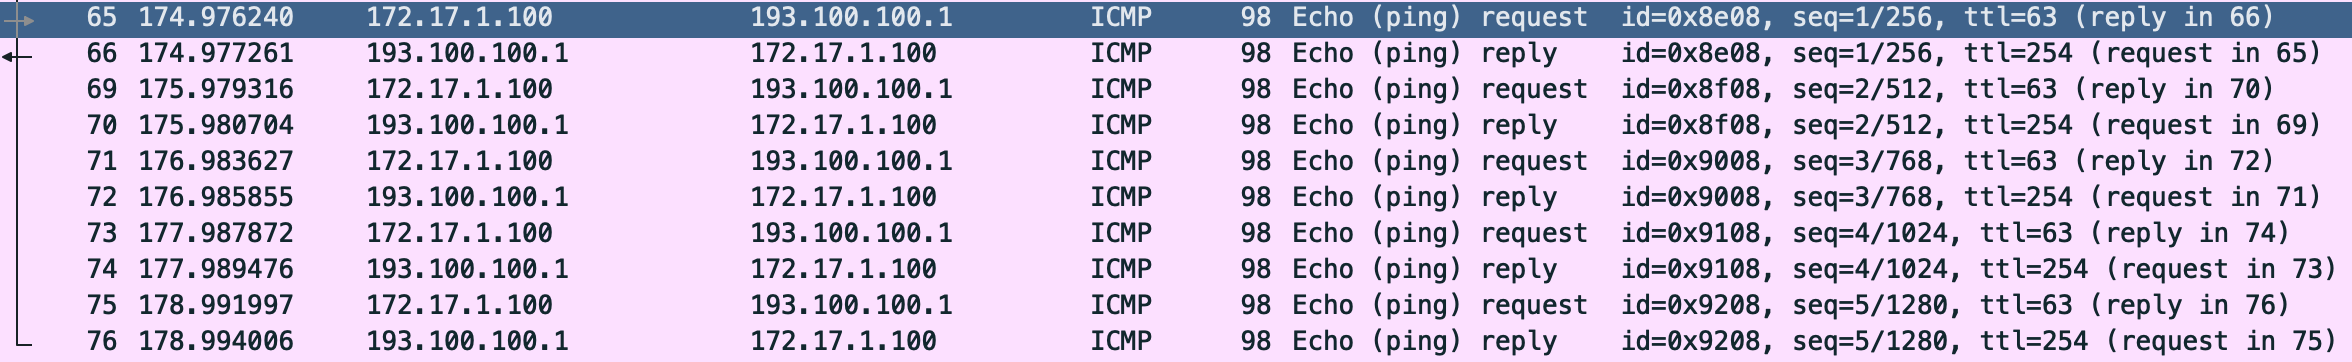 65 174.976240 172.17.1.100 193.100.100.1 ICMP 98 Echo (ping) request id=0x8e08, seq=1/256, ttl=63 (reply in 66)
66 174.977261 193.100.100.1 172.17.1.100 ICMP 98 Echo (ping) reply id=0x8e08, seq=1/256, ttl=254 (request in 65)
69 175.979316 172.17.1.100 193.100.100.1 ICMP 98 Echo (ping) request id=0x8f08, seq=2/512, ttl=63 (reply in 70)
70 175.980704 193.100.100.1 172.17.1.100 ICMP 98 Echo (ping) reply id=0x8f08, seq=2/512, ttl=254 (request in 69)
71 176.983627 172.17.1.100 193.100.100.1 ICMP 98 Echo (ping) request id=0x9008, seq=3/768, ttl=63 (reply in 72)
72 176.985855 193.100.100.1 172.17.1.100 ICMP 98 Echo (ping) reply id=0x9008, seq=3/768, ttl=254 (request in 71)
73 177.987872 172.17.1.100 193.100.100.1 ICMP 98 Echo (ping) request id=0x9108, seq=4/1024, ttl=63 (reply in 74)
74 177.989476 193.100.100.1 172.17.1.100 ICMP 98 Echo (ping) reply id=0x9108, seq=4/1024, ttl=254 (request in 73)
75 178.991997 172.17.1.100 193.100.100.1 ICMP 98 Echo (ping) request id=0x9208, seq=5/1280, ttl=63 (reply in 76)
76 178.994006 193.100.100.1 172.17.1.100 ICMP 98 Echo (ping) reply id=0x9208, seq=5/1280, ttl=254 (request in 75)